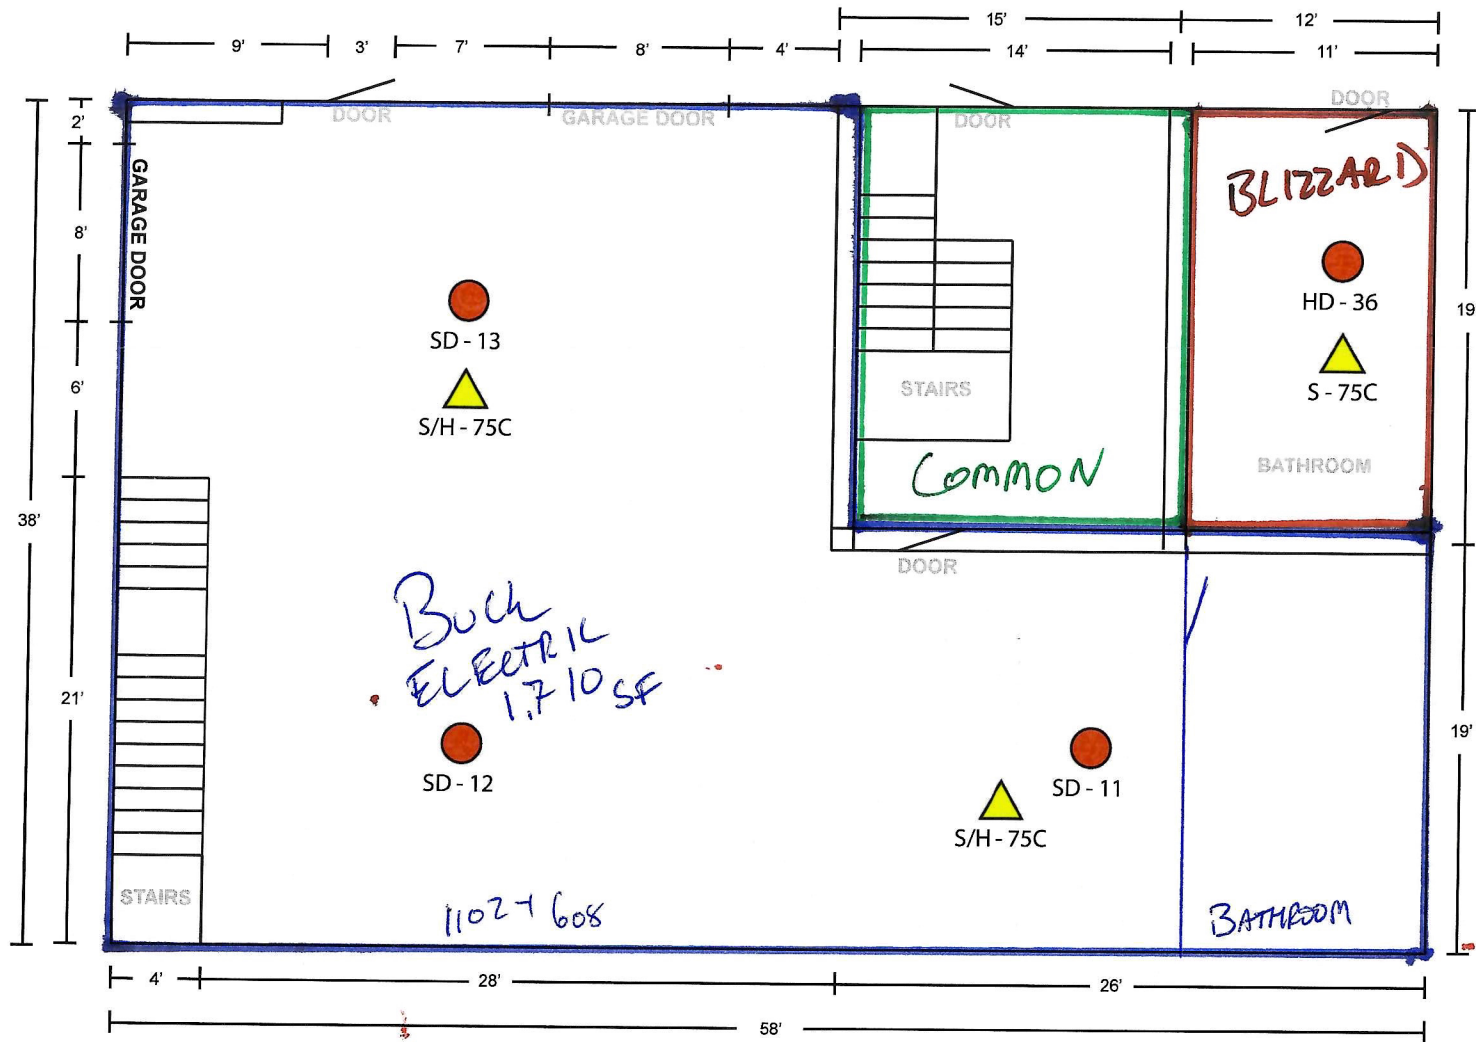 15' 12'
9' 3' 7' 8' 4' 14' 11'
DOOR
2' DOOR GARAGE DOOR DOOR
GARAGE DOOR
BLIZZARD
8'
HD - 36
19
SD - 13
6'
S/H - 75C
STAIRS
S - 75C
COMMON
BATHROOM
38'
DOOR
BUCK
ELECTRIC
1,710 SF
21'
19'
SD - 12
SD - 11
S/H - 75C
STAIRS
1102 + 608
BATHROOM
4' 28' 26'
58'